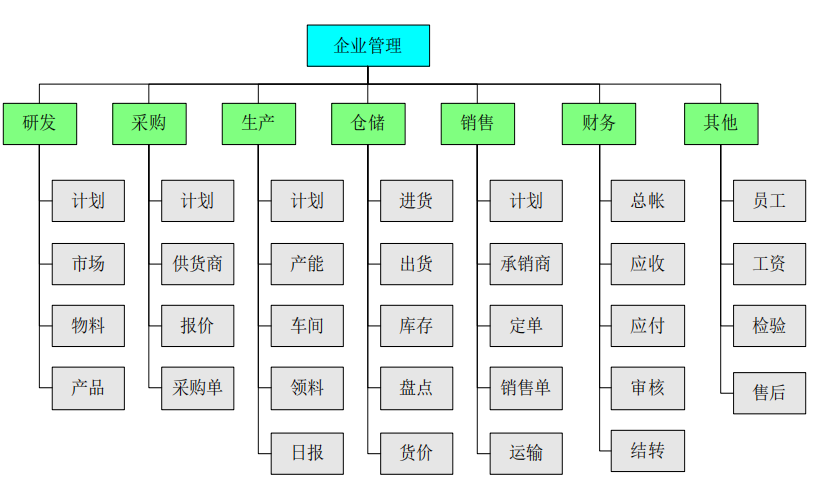 企业管理
研发
采购
生产
仓储
销售
财务
其他
计划
计划
计划
进货
计划
总帐
员工
市场
供货商
产能
出货
承销商
应收
工资
物料
报价
车间
库存
定单
应付
检验
产品
采购单
领料
盘点
销售单
审核
售后
日报
货价
运输
结转